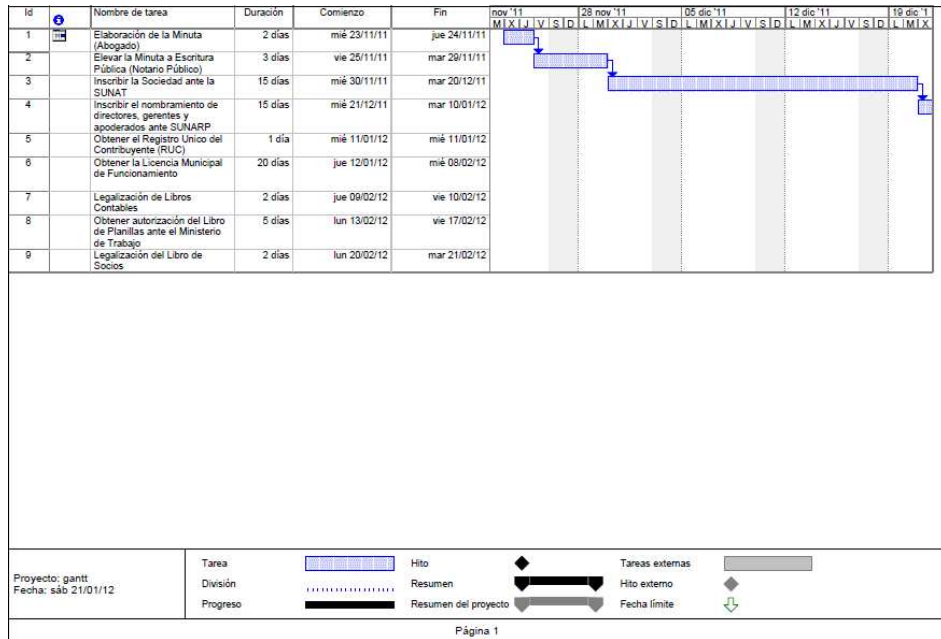 Id Nombre de tarea Duración Comienzo Fin nov '11 28 nov '11 05 dic '11 12 dic '11 19 dic '1
M X J V S D L M X J V S D L M X J V S D L M X J V S D L M X
1 Elaboración de la Minuta 2 días mié 23/11/11 jue 24/11/11
(Abogado)
2 Elevar la Minuta a Escritura 3 días vie 25/11/11 mar 29/11/11
Pública (Notario Público)
3 Inscribir la Sociedad ante la 15 días mié 30/11/11 mar 20/12/11
SUNAT
4 Inscribir el nombramiento de 15 días mié 21/12/11 mar 10/01/12
directores, gerentes y
apoderados ante SUNARP
5 Obtener el Registro Unico del 1 día mié 11/01/12 mié 11/01/12
Contribuyente (RUC)
6 Obtener la Licencia Municipal 20 días jue 12/01/12 mié 08/02/12
de Funcionamiento
7 Legalización de Libros 2 días jue 09/02/12 vie 10/02/12
Contables
8 Obtener autorización del Libro 5 días lun 13/02/12 vie 17/02/12
de Planillas ante el Ministerio
de Trabajo
9 Legalización del Libro de 2 días lun 20/02/12 mar 21/02/12
Socios
Proyecto: gantt
Fecha: sáb 21/01/12
Tarea Hito Tareas externas
División Resumen Hito externo
Progreso Resumen del proyecto Fecha límite
Página 1